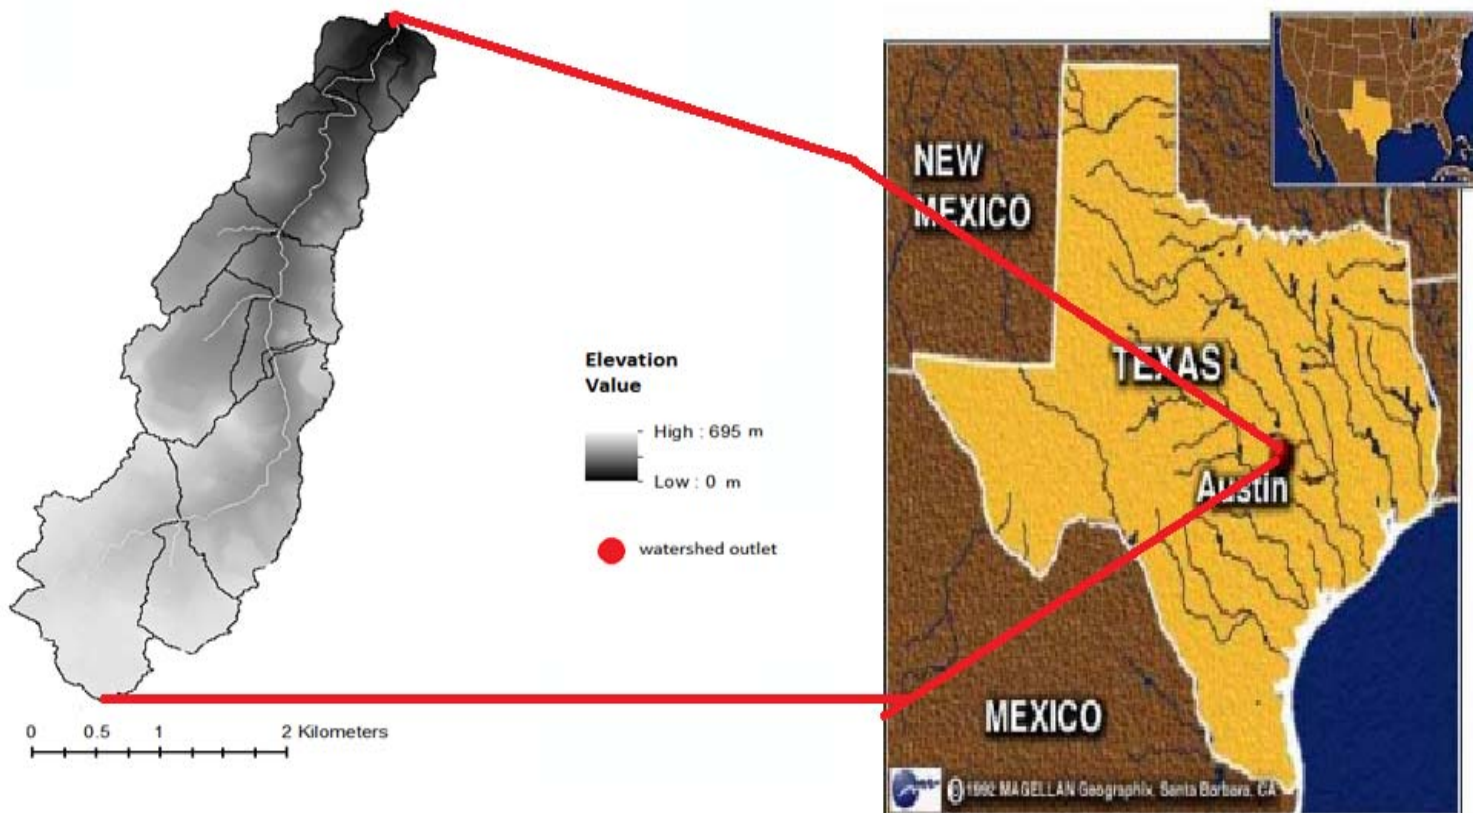 Elevation
Value
High : 695 m
Low : 0 m
watershed outlet
0 0.5 1 2 Kilometers
NEW
MEXICO
TEXAS
Austin
MEXICO
©1992 MAGELLAN Geographix, Santa Barbara, CA